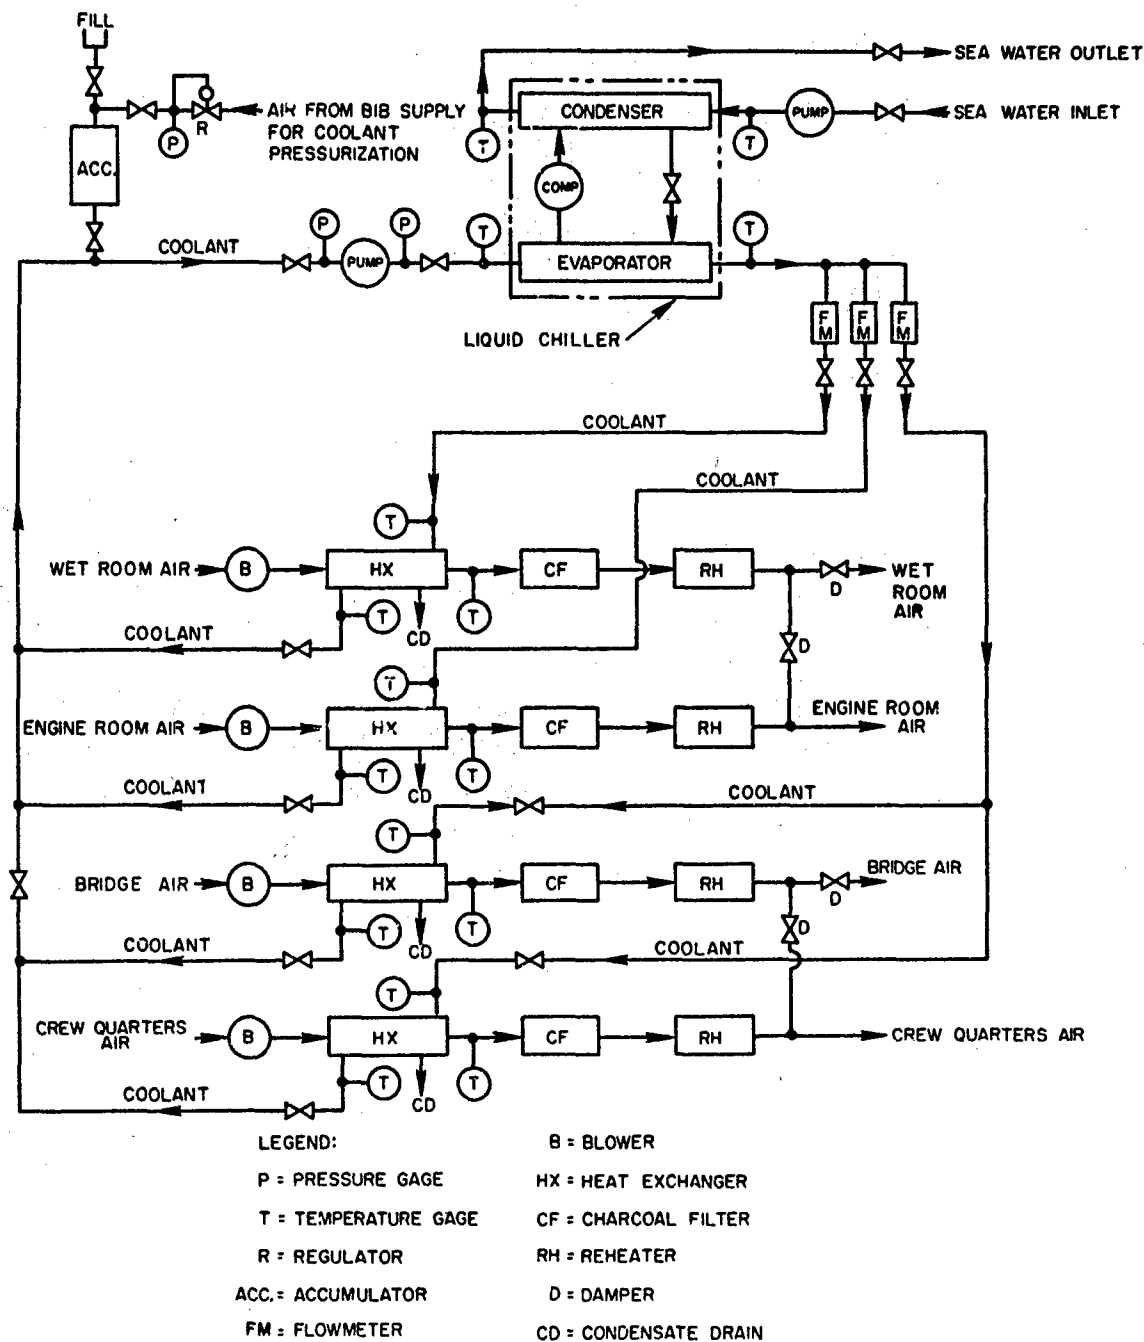 FILL
SEA WATER OUTLET
AIR FROM BIB SUPPLY
FOR COOLANT
PRESSURIZATION
R
P
ACC.
CONDENSER
PUMP
SEA WATER INLET
T
T
COMP
P
P
T
T
COOLANT
PUMP
EVAPORATOR
LIQUID CHILLER
FM
FM
FM
COOLANT
COOLANT
T
WET ROOM AIR
B
HX
CF
RH
D
WET
ROOM
AIR
T
T
CD
COOLANT
D
T
ENGINE ROOM AIR
B
HX
CF
RH
ENGINE ROOM
AIR
T
T
CD
COOLANT
COOLANT
T
BRIDGE AIR
B
HX
CF
RH
D
BRIDGE AIR
T
T
CD
D
COOLANT
COOLANT
T
CREW QUARTERS
AIR
B
HX
CF
RH
CREW QUARTERS AIR
T
T
CD
COOLANT
LEGEND:
P = PRESSURE GAGE
T = TEMPERATURE GAGE
R = REGULATOR
ACC. = ACCUMULATOR
FM = FLOWMETER
B = BLOWER
HX = HEAT EXCHANGER
CF = CHARCOAL FILTER
RH = REHEATER
D = DAMPER
CD = CONDENSATE DRAIN